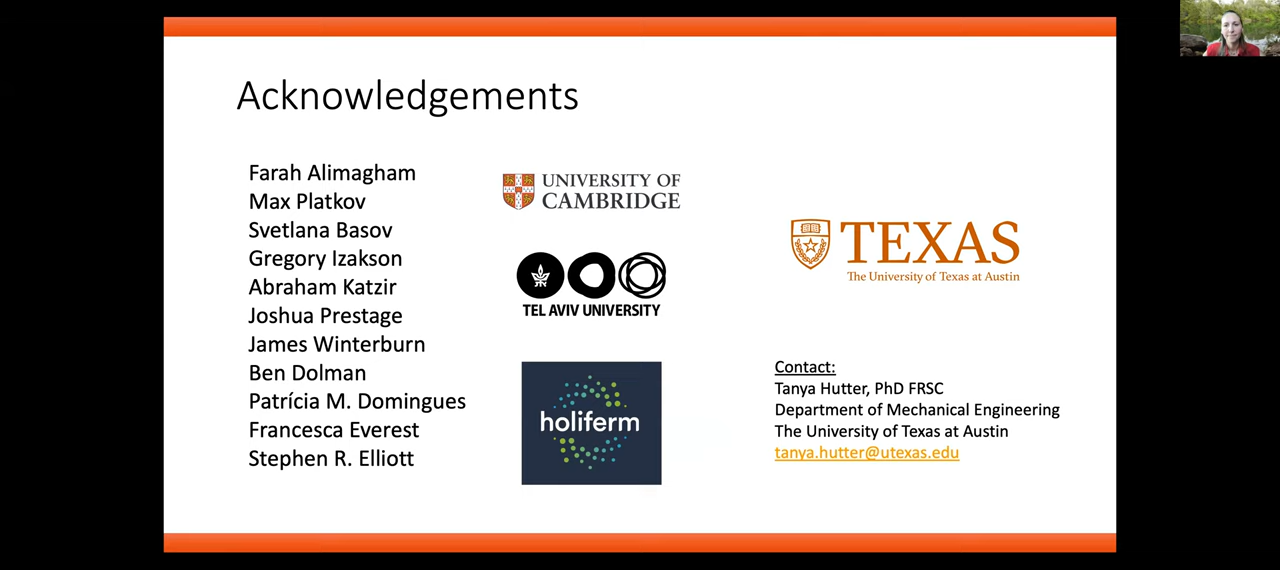 Acknowledgements
Farah Alimagham
Max Platkov
Svetlana Basov
Gregory Izakson
Abraham Katzir
Joshua Prestage
James Winterburn
Ben Dolman
Patrícia M. Domingues
Francesca Everest
Stephen R. Elliott
UNIVERSITY OF
CAMBRIDGE
TEL AVIV UNIVERSITY
holiferm
TEXAS
The University of Texas at Austin
Contact:
Tanya Hutter, PhD FRSC
Department of Mechanical Engineering
The University of Texas at Austin
tanya.hutter@utexas.edu